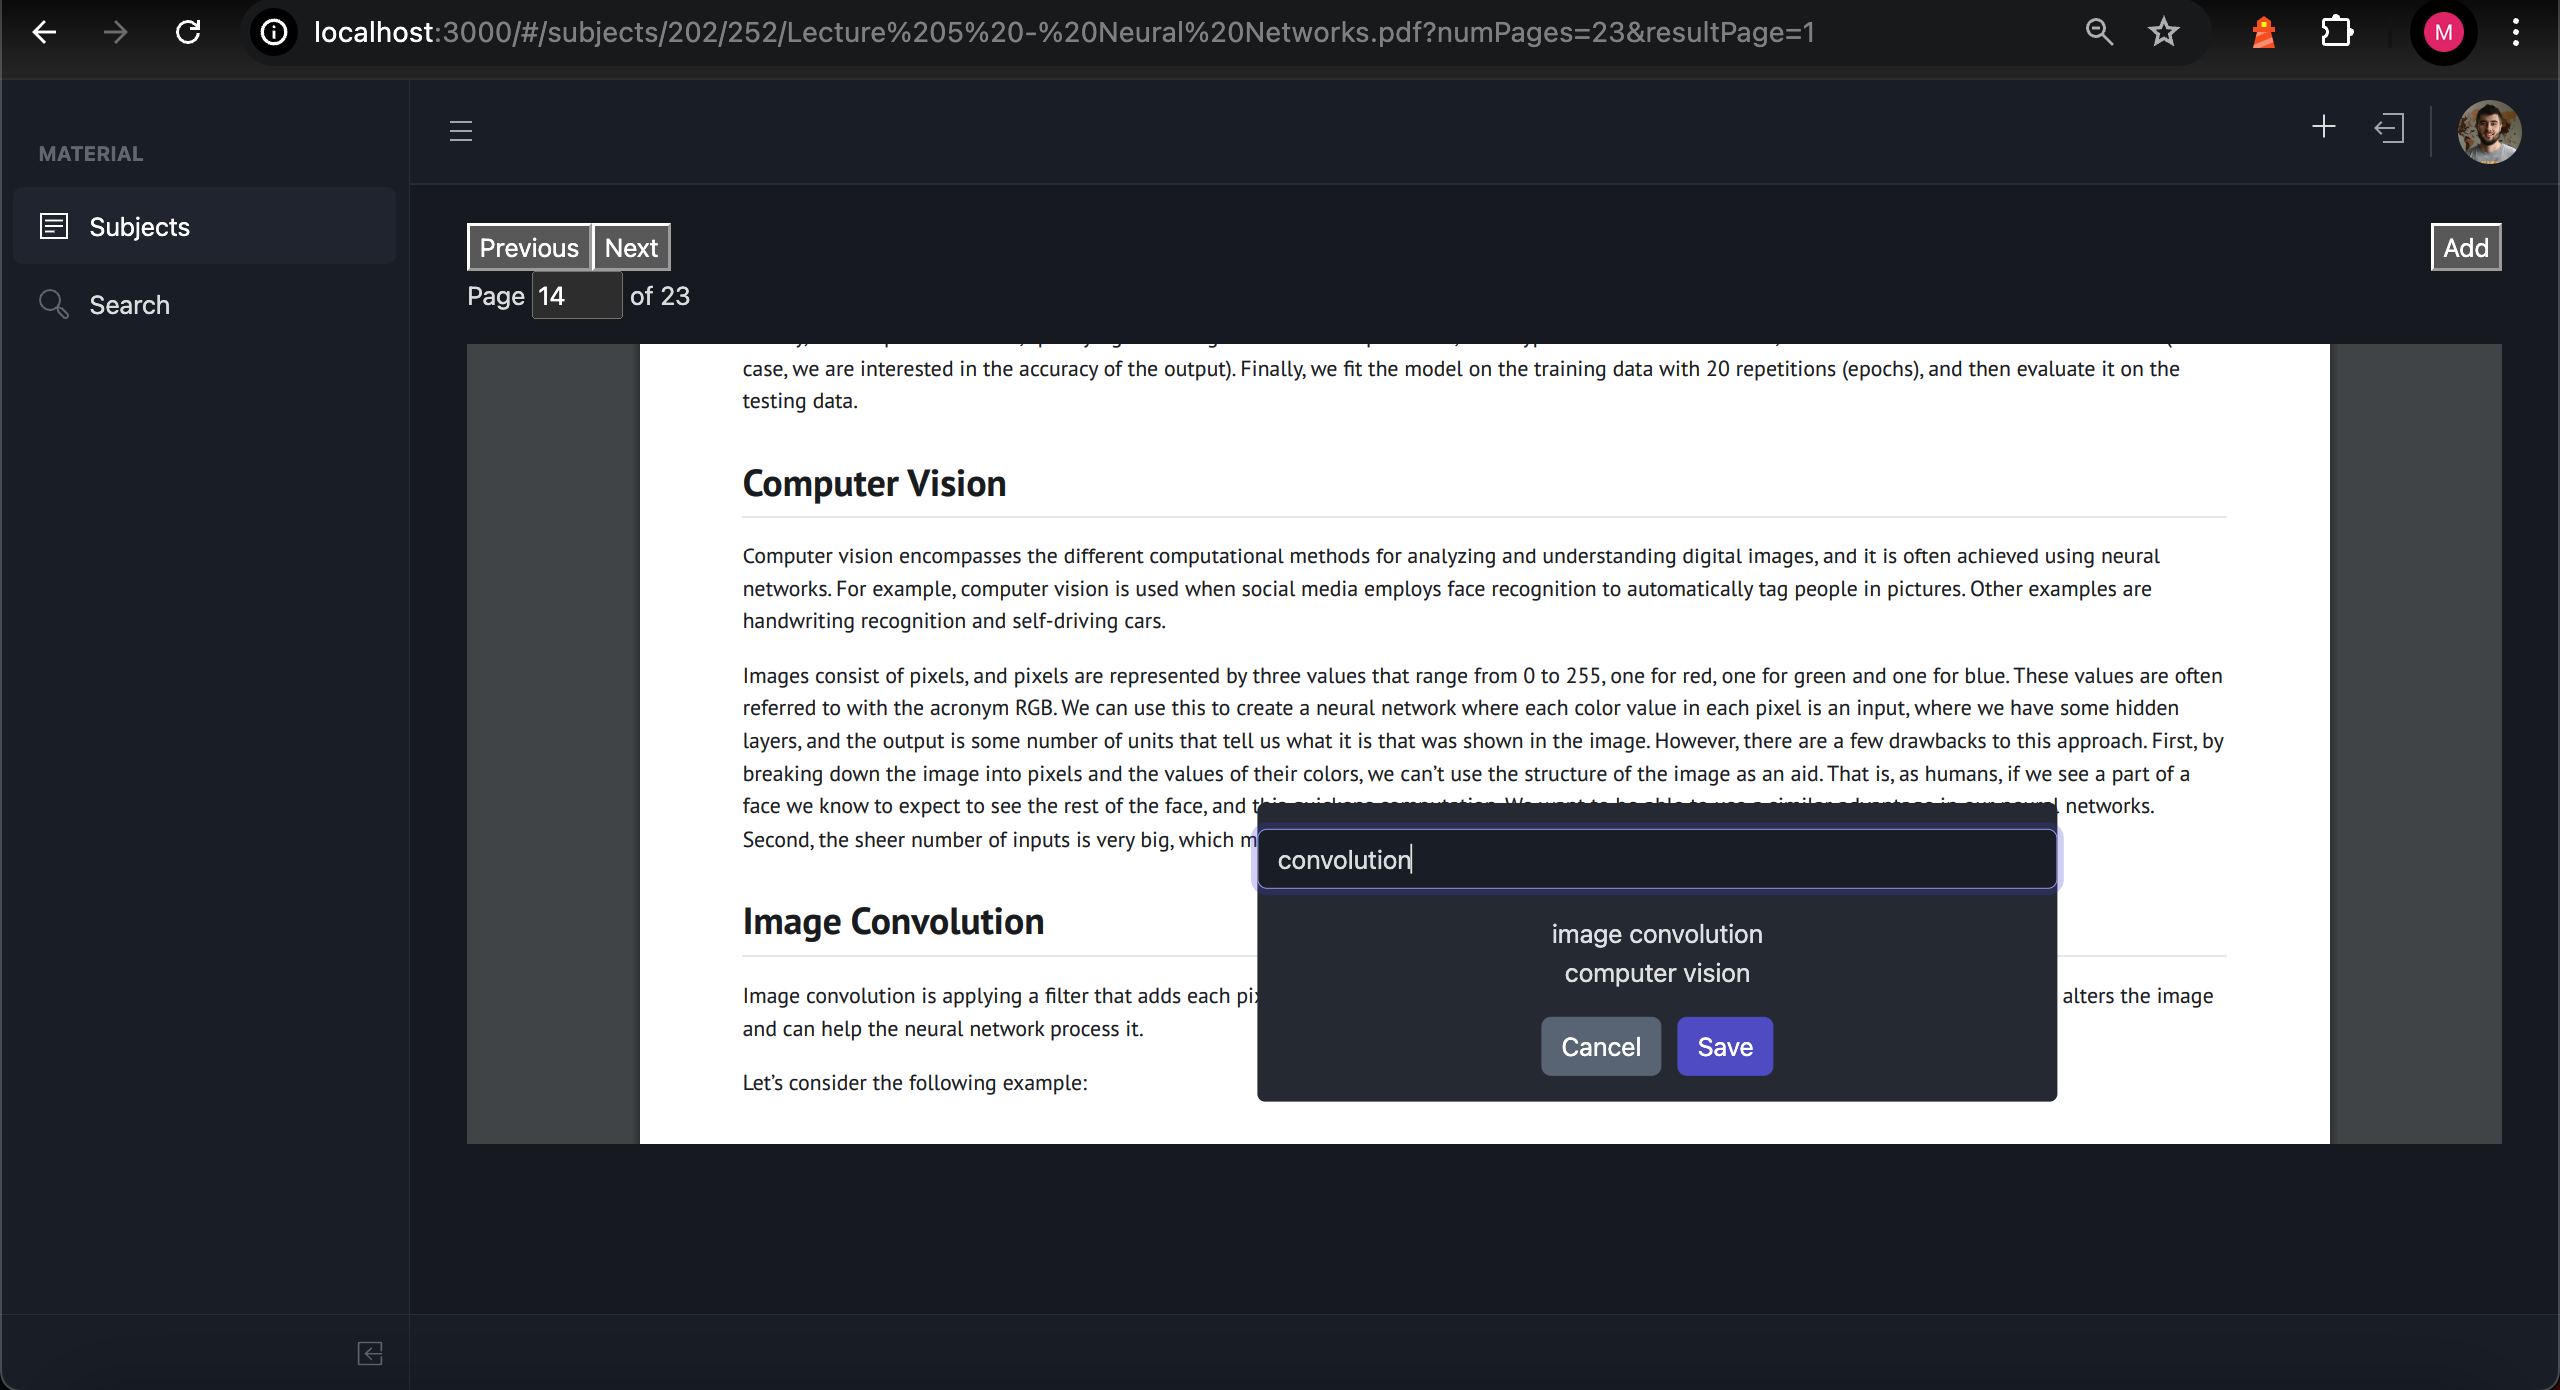 localhost:3000/#/subjects/202/252/Lecture%205%20-%20Neural%20Networks.pdf?numPages=23&resultPage=1
M
MATERIAL
Subjects
Search
Previous Next
Add
Page 14 of 23
case, we are interested in the accuracy of the output). Finally, we fit the model on the training data with 20 repetitions (epochs), and then evaluate it on the
testing data.
Computer Vision
Computer vision encompasses the different computational methods for analyzing and understanding digital images, and it is often achieved using neural
networks. For example, computer vision is used when social media employs face recognition to automatically tag people in pictures. Other examples are
handwriting recognition and self-driving cars.
Images consist of pixels, and pixels are represented by three values that range from 0 to 255, one for red, one for green and one for blue. These values are often
referred to with the acronym RGB. We can use this to create a neural network where each color value in each pixel is an input, where we have some hidden
layers, and the output is some number of units that tell us what it is that was shown in the image. However, there are a few drawbacks to this approach. First, by
breaking down the image into pixels and the values of their colors, we can't use the structure of the image as an aid. That is, as humans, if we see a part of a
face we know to expect to see the rest of the face, and this quickens computation. We want to be able to use a similar advantage in our neural networks.
Second, the sheer number of inputs is very big, which
convolution
Image Convolution
image convolution
computer vision
Image convolution is applying a filter that adds each alters the image
and can help the neural network process it.
Cancel Save
Let's consider the following example: